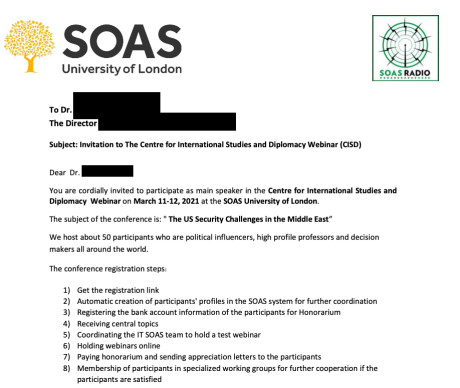 SOAS
University of London
SOAS RADIO
To Dr.
The Director
Subject: Invitation to The Centre for International Studies and Diplomacy Webinar (CISD)
Dear Dr.
You are cordially invited to participate as main speaker in the Centre for International Studies and
Diplomacy Webinar on March 11-12, 2021 at the SOAS University of London.
The subject of the conference is: " The US Security Challenges in the Middle East"
We host about 50 participants who are political influencers, high profile professors and decision
makers all around the world.
The conference registration steps:
1) Get the registration link
2) Automatic creation of participants' profiles in the SOAS system for further coordination
3) Registering the bank account information of the participants for Honorarium
4) Receiving central topics
5) Coordinating the IT SOAS team to hold a test webinar
6) Holding webinars online
7) Paying honorarium and sending appreciation letters to the participants
8) Membership of participants in specialized working groups for further cooperation if the
participants are satisfied